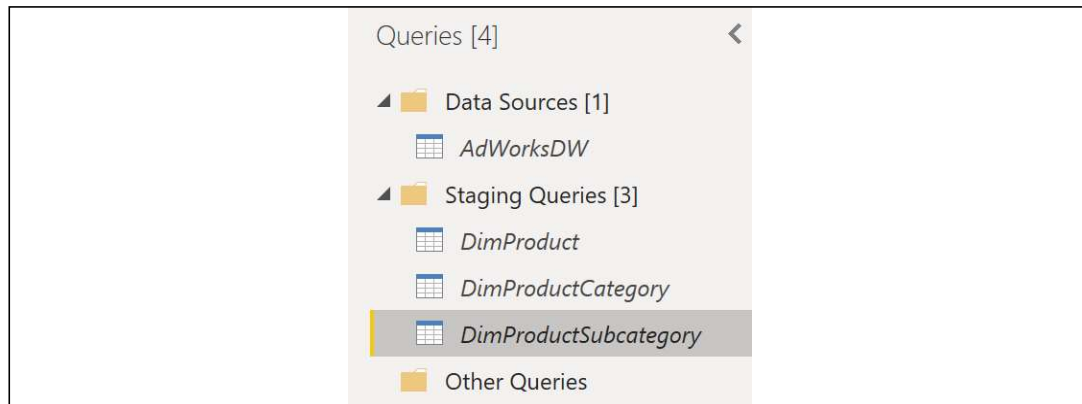 Queries [4]
Data Sources [1]
AdWorksDW
Staging Queries [3]
DimProduct
DimProductCategory
DimProductSubcategory
Other Queries